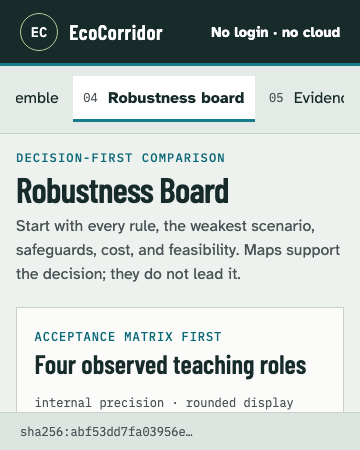 EC EcoCorridor No login · no cloud
emble 04 Robustness board 05 Evidenc
DECISION-FIRST COMPARISON
Robustness Board
Start with every rule, the weakest scenario,
safeguards, cost, and feasibility. Maps support
the decision; they do not lead it.
ACCEPTANCE MATRIX FIRST
Four observed teaching roles
internal precision · rounded display
sha256:abf53dd7fa03956e…